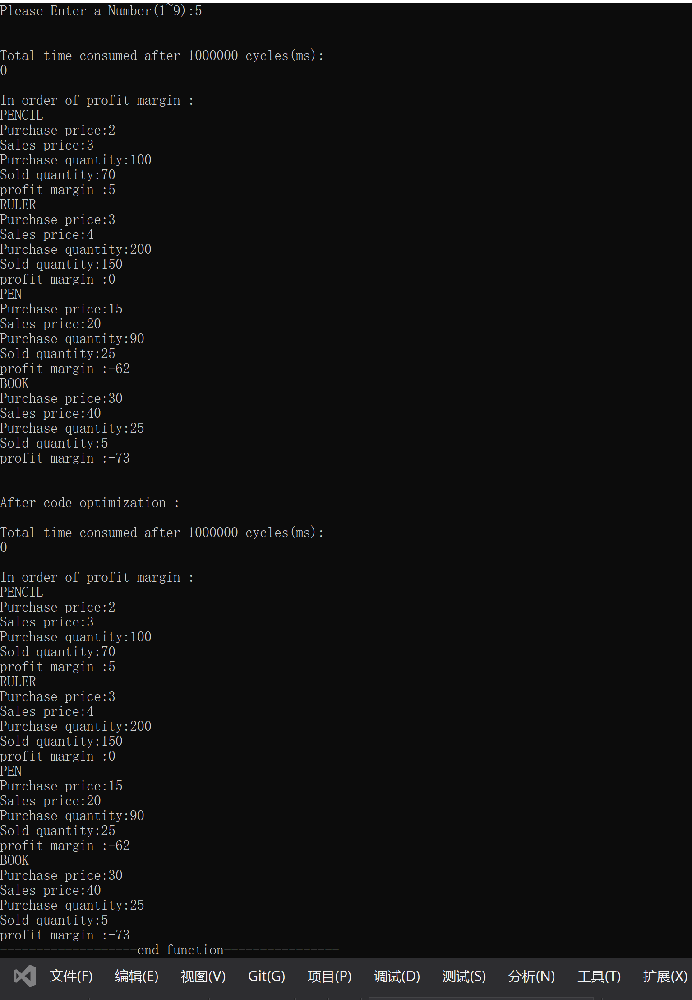 Please Enter a Number(1~9):5
Total time consumed after 1000000 cycles(ms):
0
In order of profit margin :
PENCIL
Purchase price:2
Sales price:3
Purchase quantity:100
Sold quantity:70
profit margin :5
RULER
Purchase price:3
Sales price:4
Purchase quantity:200
Sold quantity:150
profit margin :0
PEN
Purchase price:15
Sales price:20
Purchase quantity:90
Sold quantity:25
profit margin :-62
BOOK
Purchase price:30
Sales price:40
Purchase quantity:25
Sold quantity:5
profit margin :-73
After code optimization :
Total time consumed after 1000000 cycles(ms):
0
In order of profit margin :
PENCIL
Purchase price:2
Sales price:3
Purchase quantity:100
Sold quantity:70
profit margin :5
RULER
Purchase price:3
Sales price:4
Purchase quantity:200
Sold quantity:150
profit margin :0
PEN
Purchase price:15
Sales price:20
Purchase quantity:90
Sold quantity:25
profit margin :-62
BOOK
Purchase price:30
Sales price:40
Purchase quantity:25
Sold quantity:5
profit margin :-73
-------------------end function----------------
文件(F) 编辑(E) 视图(V) Git(G) 项目(P) 调试(D) 测试(S) 分析(N) 工具(T) 扩展(X)